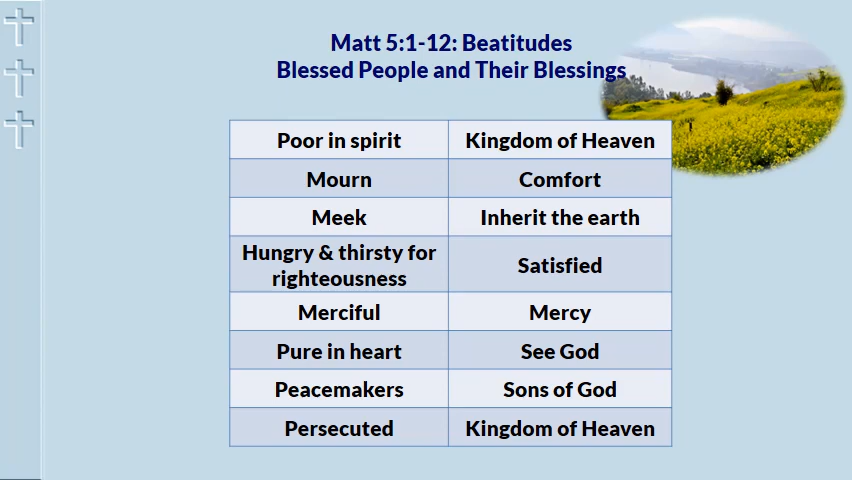 Matt 5:1-12: Beatitudes
Blessed People and Their Blessings
Poor in spirit Kingdom of Heaven
Mourn Comfort
Meek Inherit the earth
Hungry & thirsty for
righteousness Satisfied
Merciful Mercy
Pure in heart See God
Peacemakers Sons of God
Persecuted Kingdom of Heaven